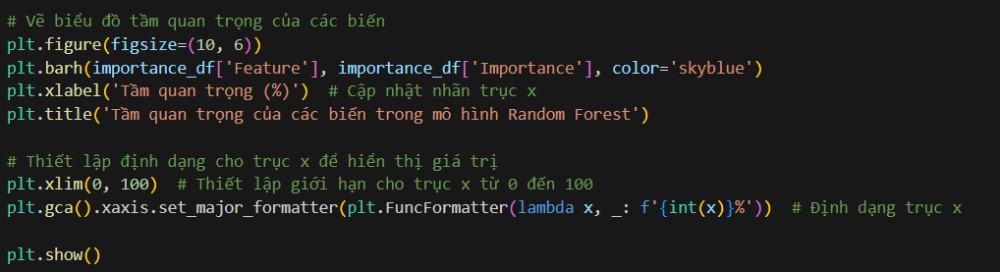 # Vẽ biểu đồ tầm quan trọng của các biến
plt.figure(figsize=(10, 6))
plt.barh(importance_df['Feature'], importance_df['Importance'], color='skyblue')
plt.xlabel('Tầm quan trọng (%)')  # Cập nhật nhãn trục x
plt.title('Tầm quan trọng của các biến trong mô hình Random Forest')
# Thiết lập định dạng cho trục x để hiển thị giá trị
plt.xlim(0, 100)  # Thiết lập giới hạn cho trục x từ 0 đến 100
plt.gca().xaxis.set_major_formatter(plt.FuncFormatter(lambda x, _: f'{int(x)}%'))  # Định dạng trục x
plt.show()